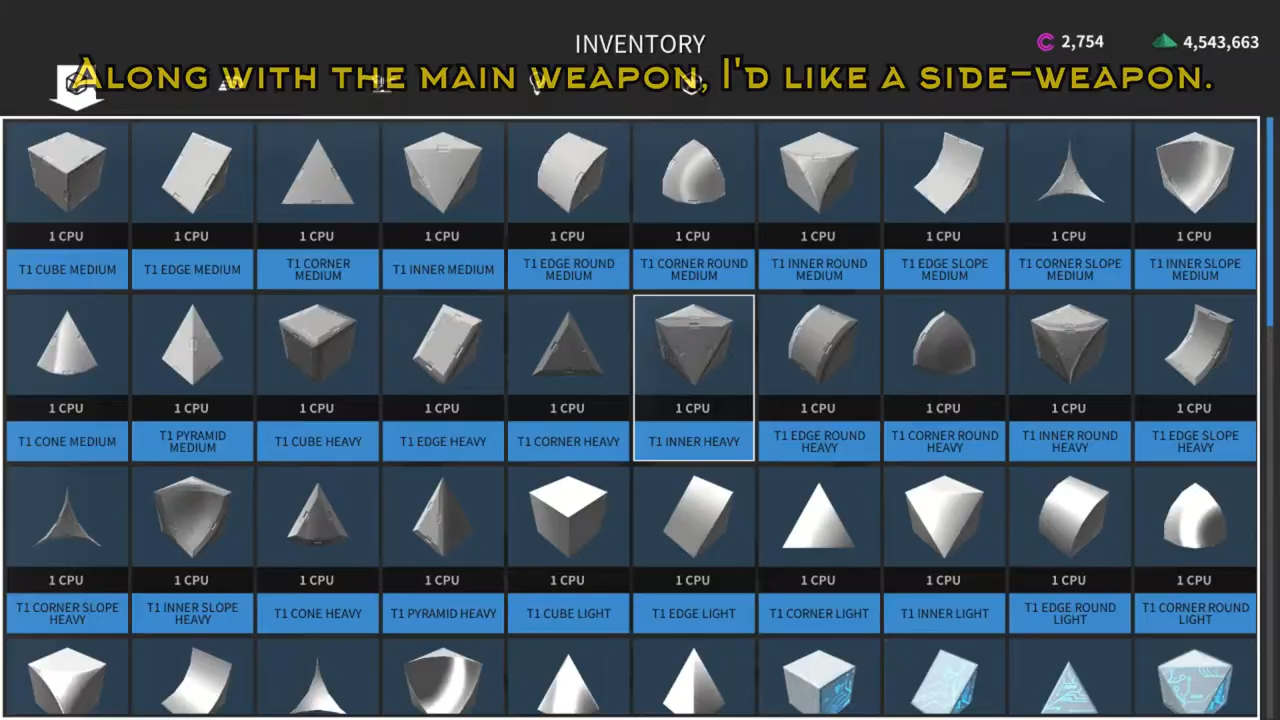 INVENTORY
2,754
4,543,663
Along with the main weapon, I'd like a side-weapon.
1 CPU
1 CPU
1 CPU
1 CPU
1 CPU
1 CPU
1 CPU
1 CPU
1 CPU
1 CPU
T1 CUBE MEDIUM
T1 EDGE MEDIUM
T1 CORNER
MEDIUM
T1 INNER MEDIUM
T1 EDGE ROUND
MEDIUM
T1 CORNER ROUND
MEDIUM
T1 INNER ROUND
MEDIUM
T1 EDGE SLOPE
MEDIUM
T1 CORNER SLOPE
MEDIUM
T1 INNER SLOPE
MEDIUM
1 CPU
1 CPU
1 CPU
1 CPU
1 CPU
1 CPU
1 CPU
1 CPU
1 CPU
1 CPU
T1 CONE MEDIUM
T1 PYRAMID
MEDIUM
T1 CUBE HEAVY
T1 EDGE HEAVY
T1 CORNER HEAVY
T1 INNER HEAVY
T1 EDGE ROUND
HEAVY
T1 CORNER ROUND
HEAVY
T1 INNER ROUND
HEAVY
T1 EDGE SLOPE
HEAVY
1 CPU
1 CPU
1 CPU
1 CPU
1 CPU
1 CPU
1 CPU
1 CPU
1 CPU
1 CPU
T1 CORNER SLOPE
HEAVY
T1 INNER SLOPE
HEAVY
T1 CONE HEAVY
T1 PYRAMID HEAVY
T1 CUBE LIGHT
T1 EDGE LIGHT
T1 CORNER LIGHT
T1 INNER LIGHT
T1 EDGE ROUND
LIGHT
T1 CORNER ROUND
LIGHT